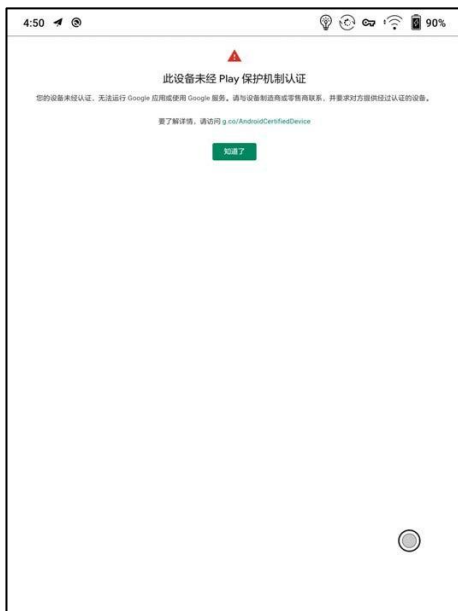 4:50 90%
此设备未经 Play 保护机制认证
您的设备未经认证，无法运行 Google 应用或使用 Google 服务。请与设备制造商或零售商联系，并要求对方提供经过认证的设备。
要了解详情，请访问 g.co/AndroidCertifiedDevice
知道了